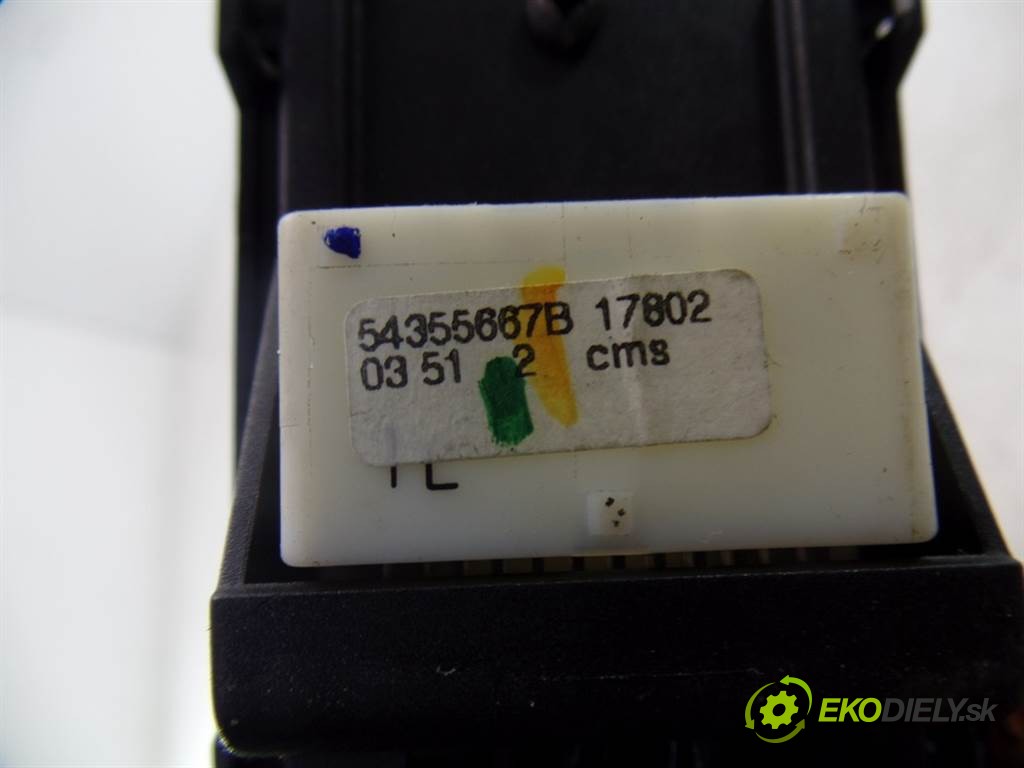 54355667B 17802
03 51 2 cms
L
EKODIELY.sk